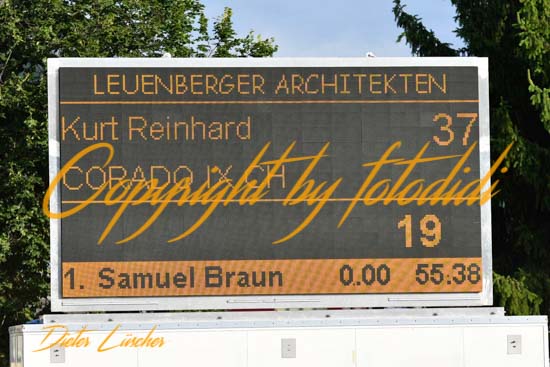 LEUENBERGER ARCHITEKTEN
Kurt Reinhard 37
CORADO IX CH
Copyright by fotodidi
19
1. Samuel Braun 0.00 55.38
Dieter Lüscher